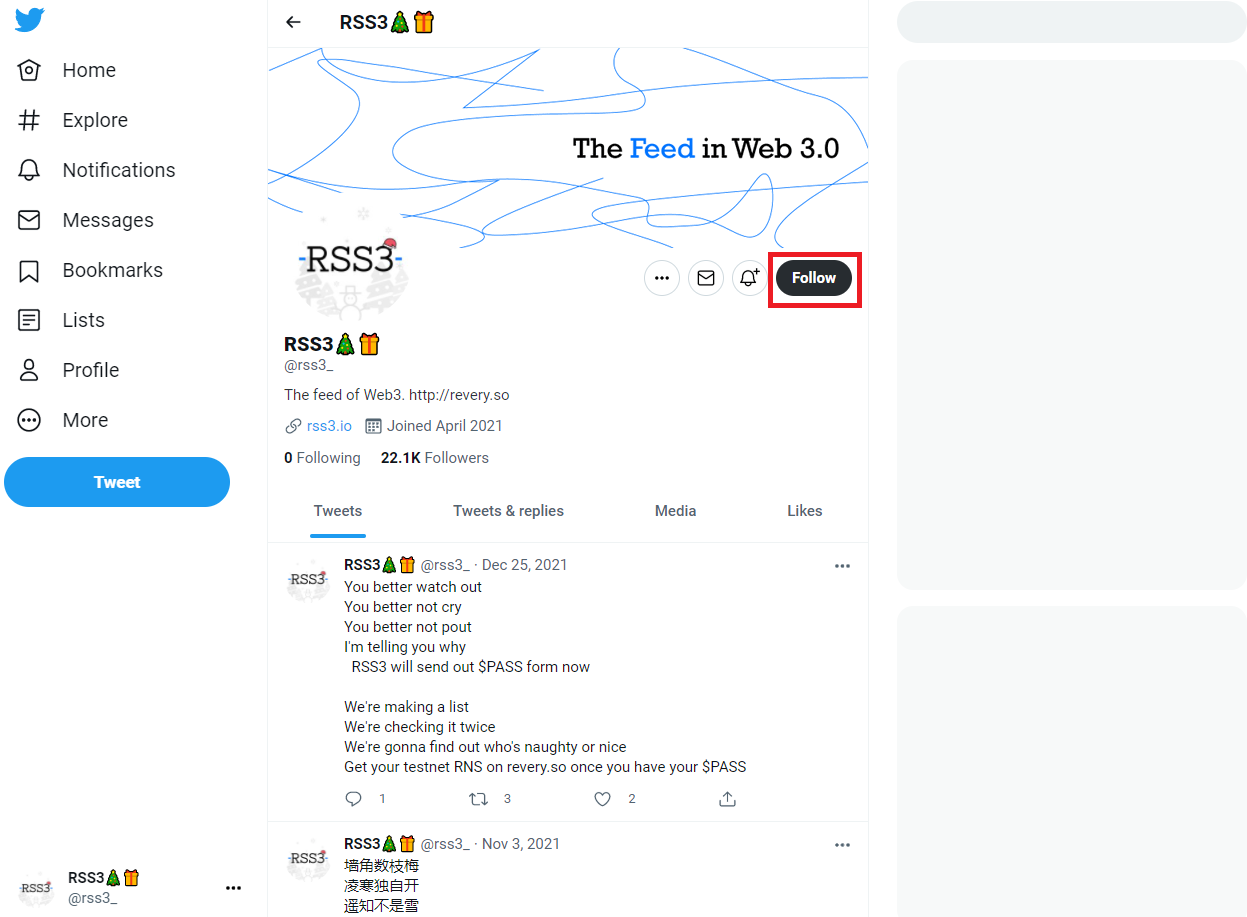 RSS3🎄🎁
Home
Explore
Notifications
Messages
Bookmarks
Lists
Profile
More
Tweet
RSS3🎄🎁
@rss3_
The Feed in Web 3.0
-RSS3-
Follow
RSS3🎄🎁
@rss3_
The feed of Web3. http://revery.so
rss3.io Joined April 2021
0 Following 22.1K Followers
Tweets Tweets & replies Media Likes
RSS3🎄🎁 @rss3_ · Dec 25, 2021
-RSS3-
You better watch out
You better not cry
You better not pout
I'm telling you why
RSS3 will send out $PASS form now
We're making a list
We're checking it twice
We're gonna find out who's naughty or nice
Get your testnet RNS on revery.so once you have your $PASS
1 3 2
RSS3🎄🎁 @rss3_ · Nov 3, 2021
-RSS3-
墙角数枝梅
凌寒独自开
遥知不是雪
-RSS3-